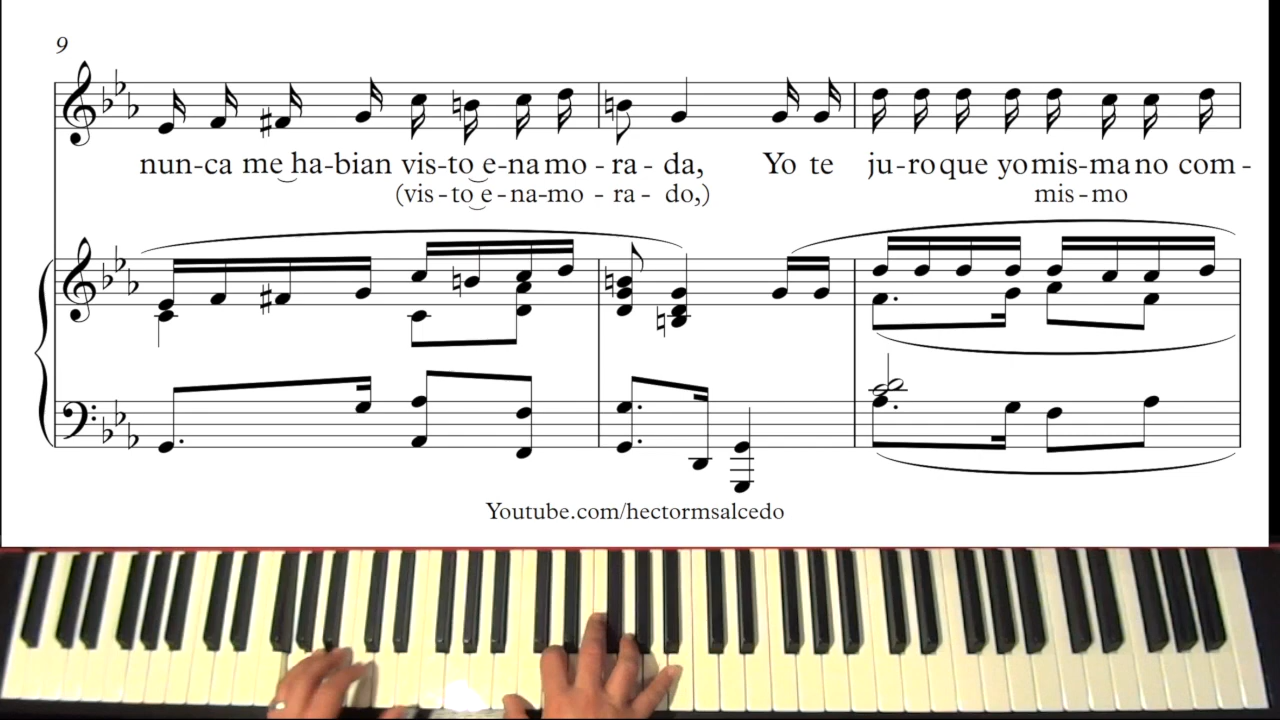 9
nun-ca me ha-bian vis-to e-na mo - ra - da, Yo te ju-ro que yo mis-ma no com-
(vis-to e-na-mo - ra - do,) mis-mo
Youtube.com/hectormsalcedo